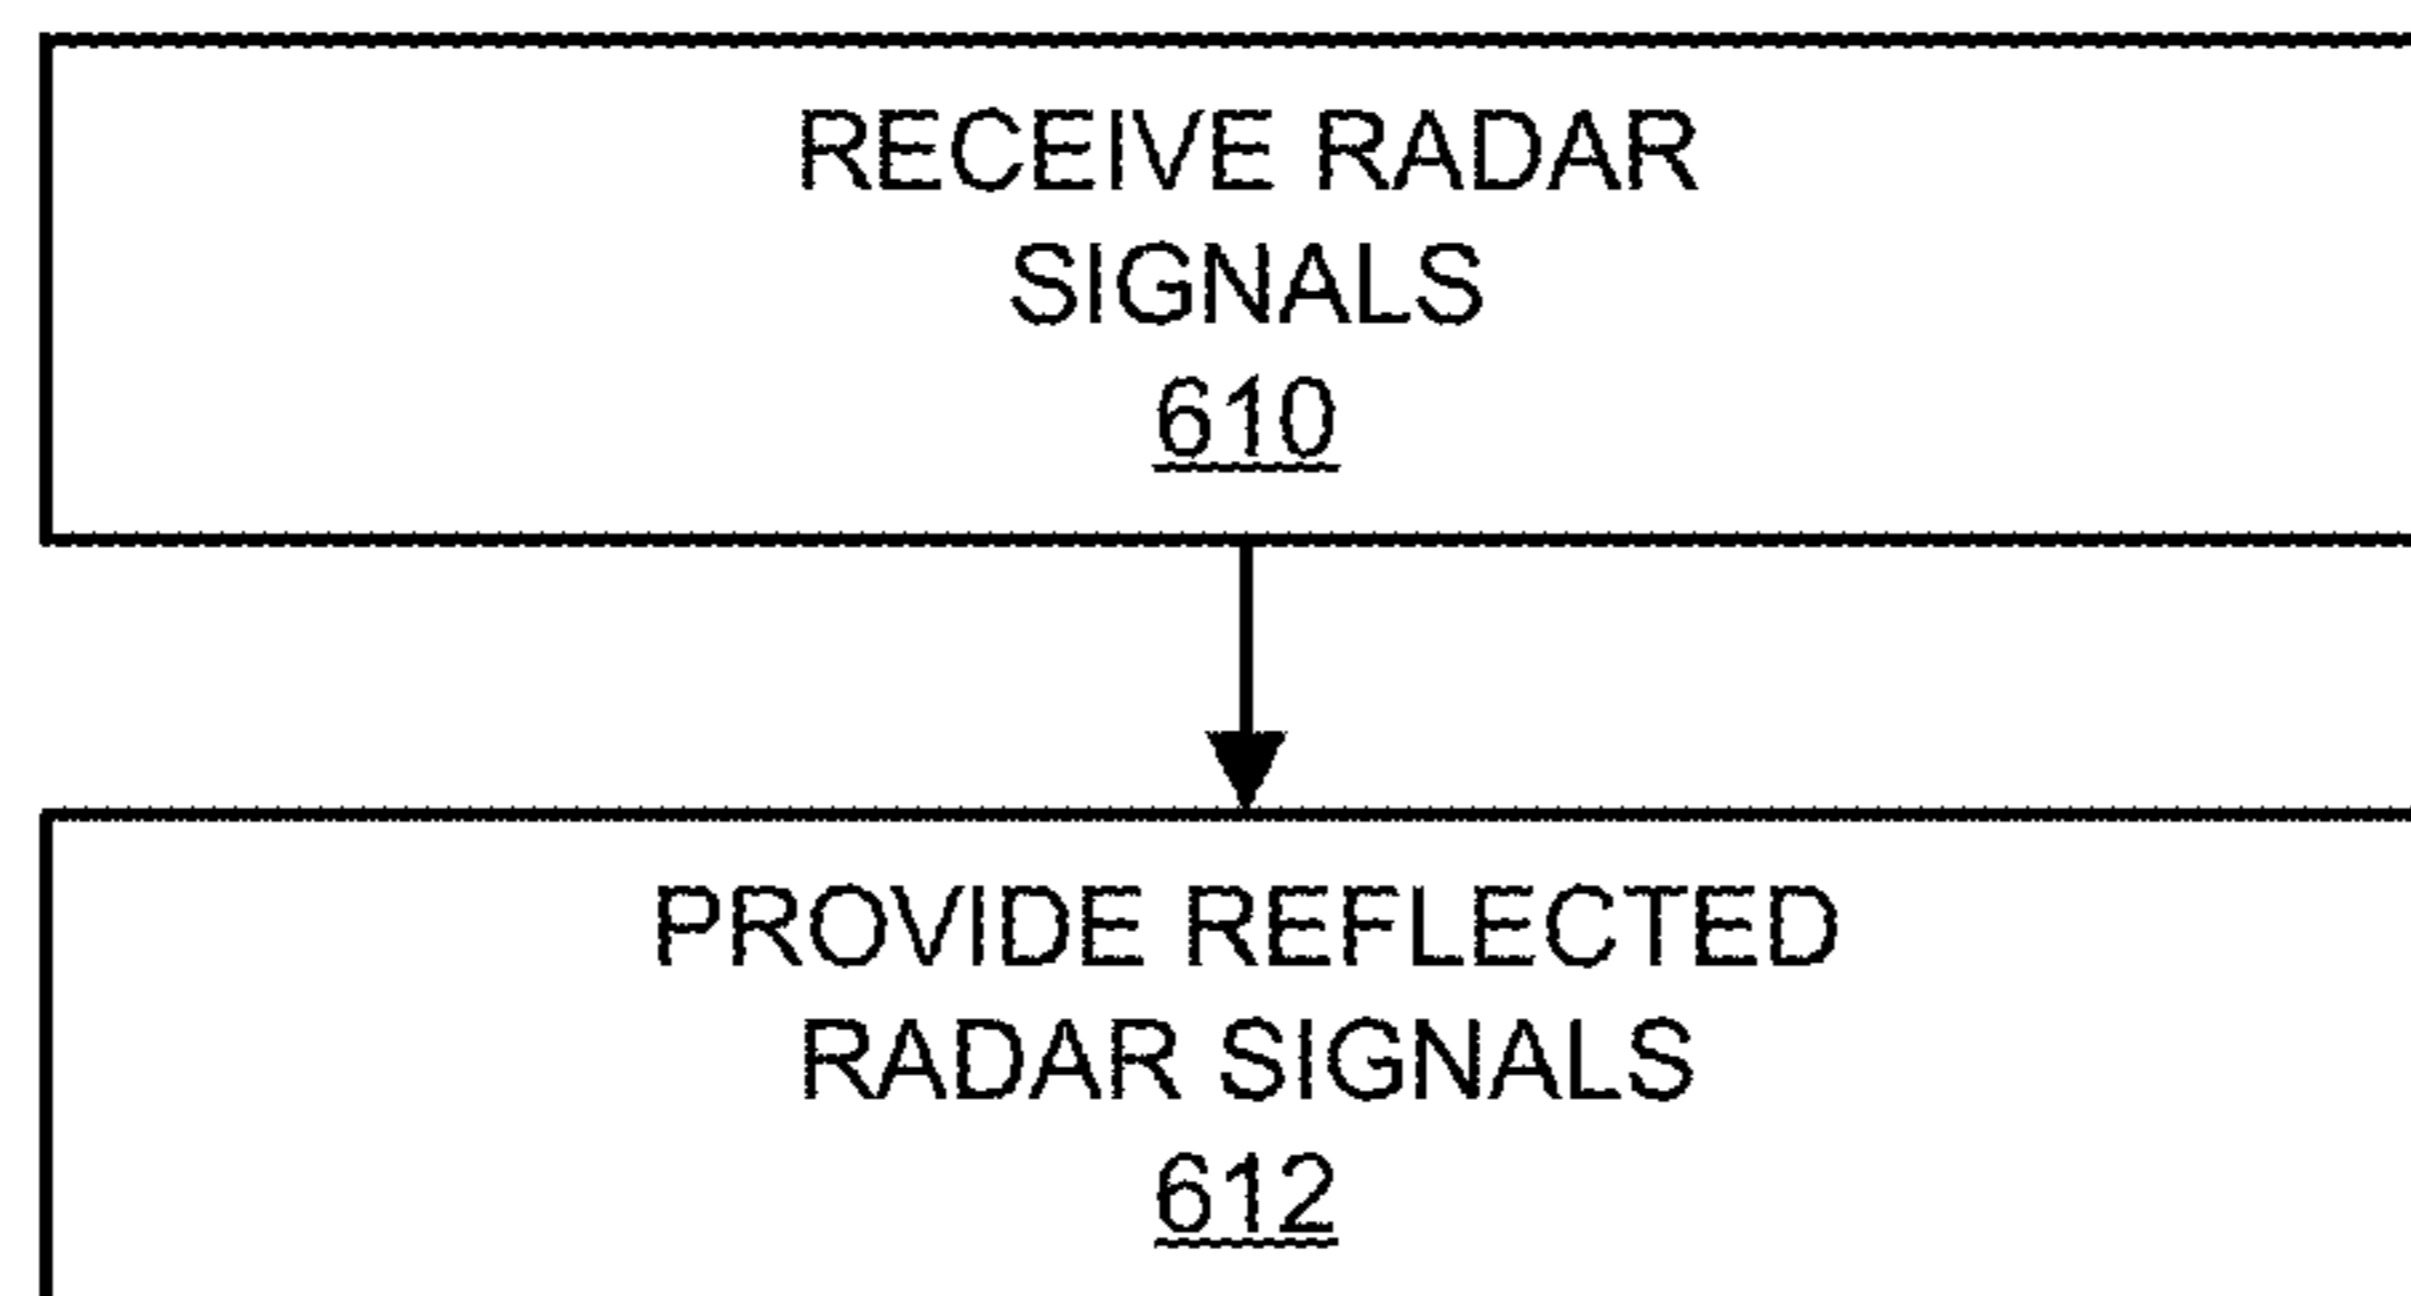 RECEIVE RADAR
SIGNALS
610
PROVIDE REFLECTED
RADAR SIGNALS
612